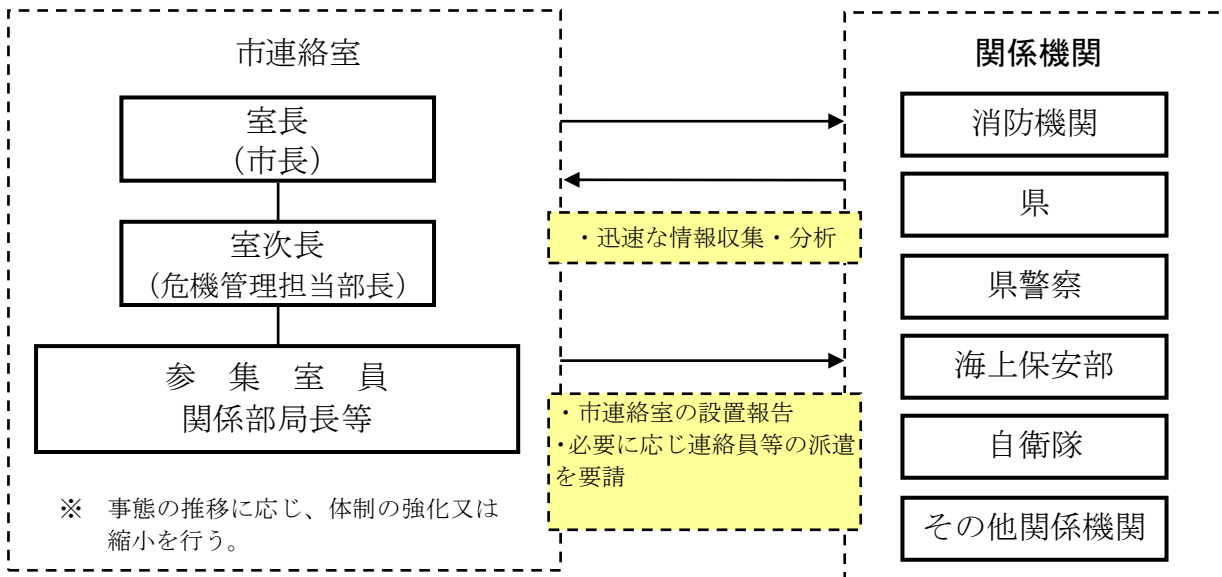 市連絡室
室長
(市長)
室次長
(危機管理担当部長)
参　集　室　員
関係部局長等
※　事態の推移に応じ、体制の強化又は
縮小を行う。
・迅速な情報収集・分析
・市連絡室の設置報告
・必要に応じ連絡員等の派遣
を要請
関係機関
消防機関
県
県警察
海上保安部
自衛隊
その他関係機関